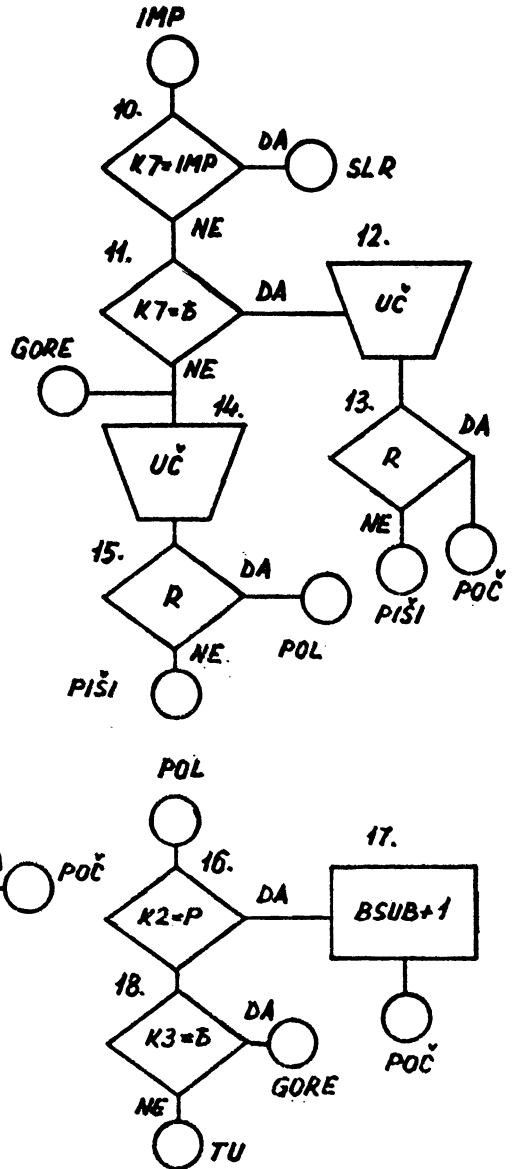 IMP
10.
K7=IMP
DA
SLR
NE
11.
K7=ƀ
DA
12.
UČ
GORE
NE
14.
UČ
13.
R
DA
NE
PIŠI
POČ
15.
R
DA
POL
NE
PIŠI
POL
POČ
16.
K2=P
DA
17.
BSUB+1
POČ
18.
K3=ƀ
DA
GORE
NE
TU